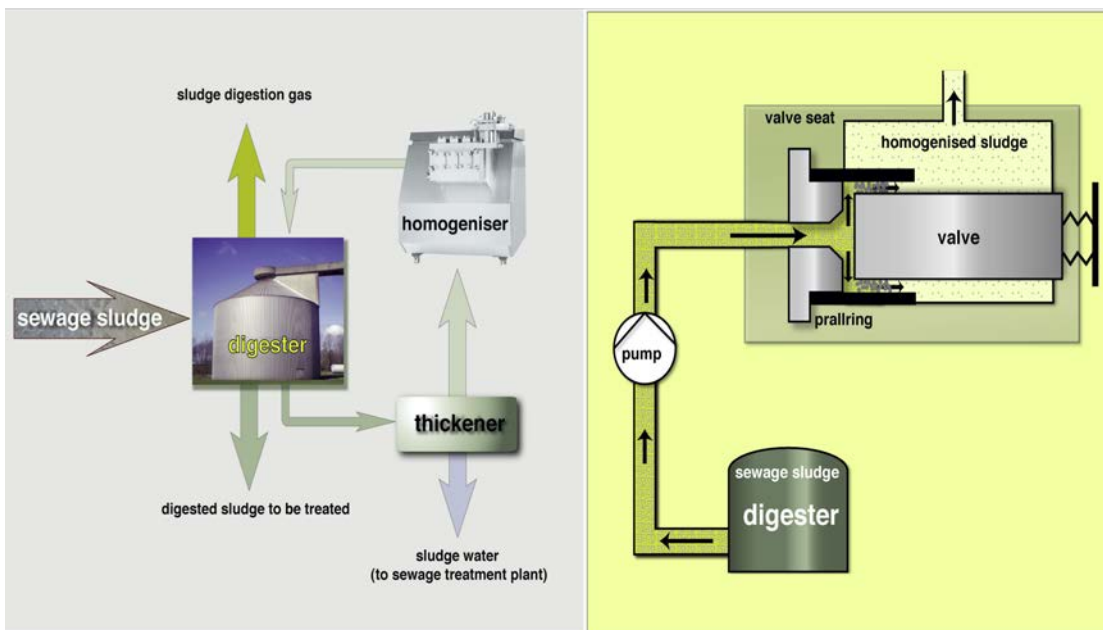 sludge digestion gas
homogeniser
sewage sludge
digester
thickener
digested sludge to be treated
sludge water
(to sewage treatment plant)
valve seat
homogenised sludge
valve
prallring
pump
sewage sludge
digester